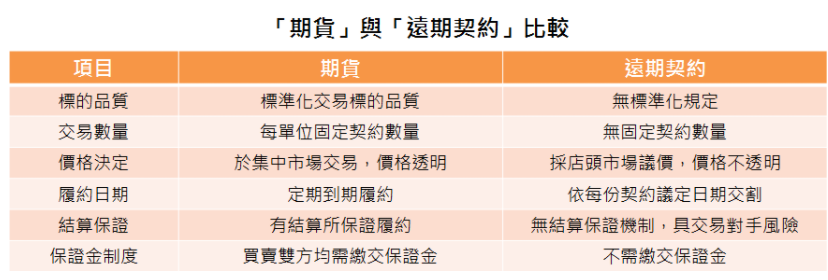 「期貨」與「遠期契約」比較
項目 期貨 遠期契約
標的品質 標準化交易標的品質 無標準化規定
交易數量 每單位固定契約數量 無固定契約數量
價格決定 於集中市場交易，價格透明 採店頭市場議價，價格不透明
履約日期 定期到期履約 依每份契約議定日期交割
結算保證 有結算所保證履約 無結算保證機制，具交易對手風險
保證金制度 買賣雙方均需繳交保證金 不需繳交保證金